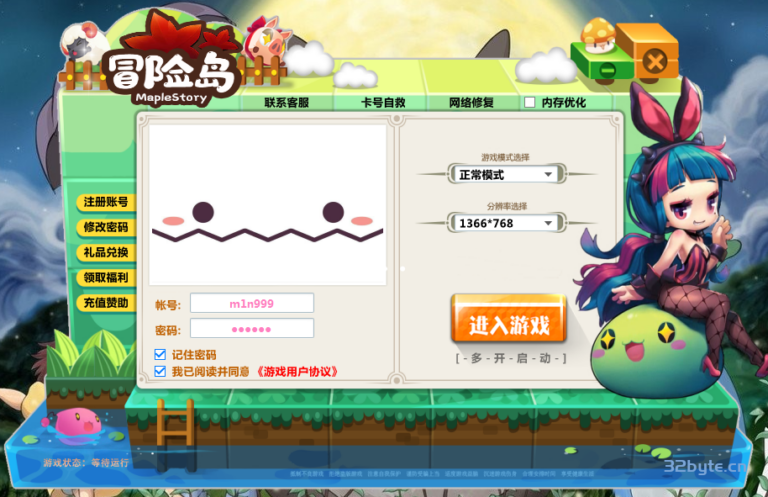 冒险岛
MapleStory
联系客服
卡号自救
网络修复
内存优化
注册账号
修改密码
礼品兑换
领取福利
充值赞助
游戏模式选择
正常模式
分辨率选择
1366*768
帐号:
m1n999
密码:
●●●●●●
记住密码
我已阅读并同意 《游戏用户协议》
进入游戏
[-多-开-启-动-]
游戏状态：等待运行
32byte.cn